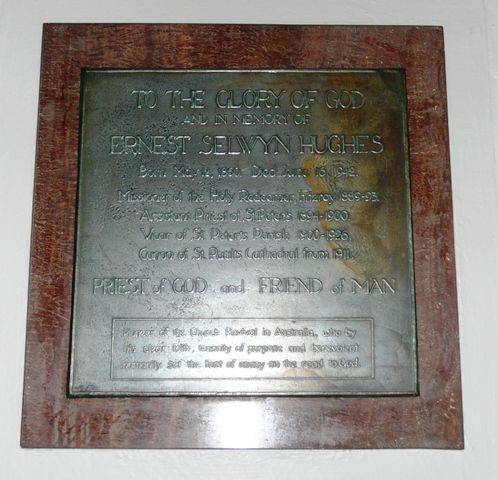 TO THE GLORY OF GOD
AND IN MEMORY OF
ERNEST SELWYN HUGHES
Born May 12, 1860. Died June 16, 1942.
Missioner of the Holy Redeemer, Fitzroy 1889-93.
Assistant Priest of St Peter's 1894-1900.
Vicar of St. Peter's Parish 1900-1926.
Canon of St. Paul's Cathedral from 1911.
PRIEST of GOD and FRIEND of MAN
Pioneer of the Church Revival in Australia, who by
his faith, tenacity of purpose and benevolent
humanity set the feet of many on the road to God.